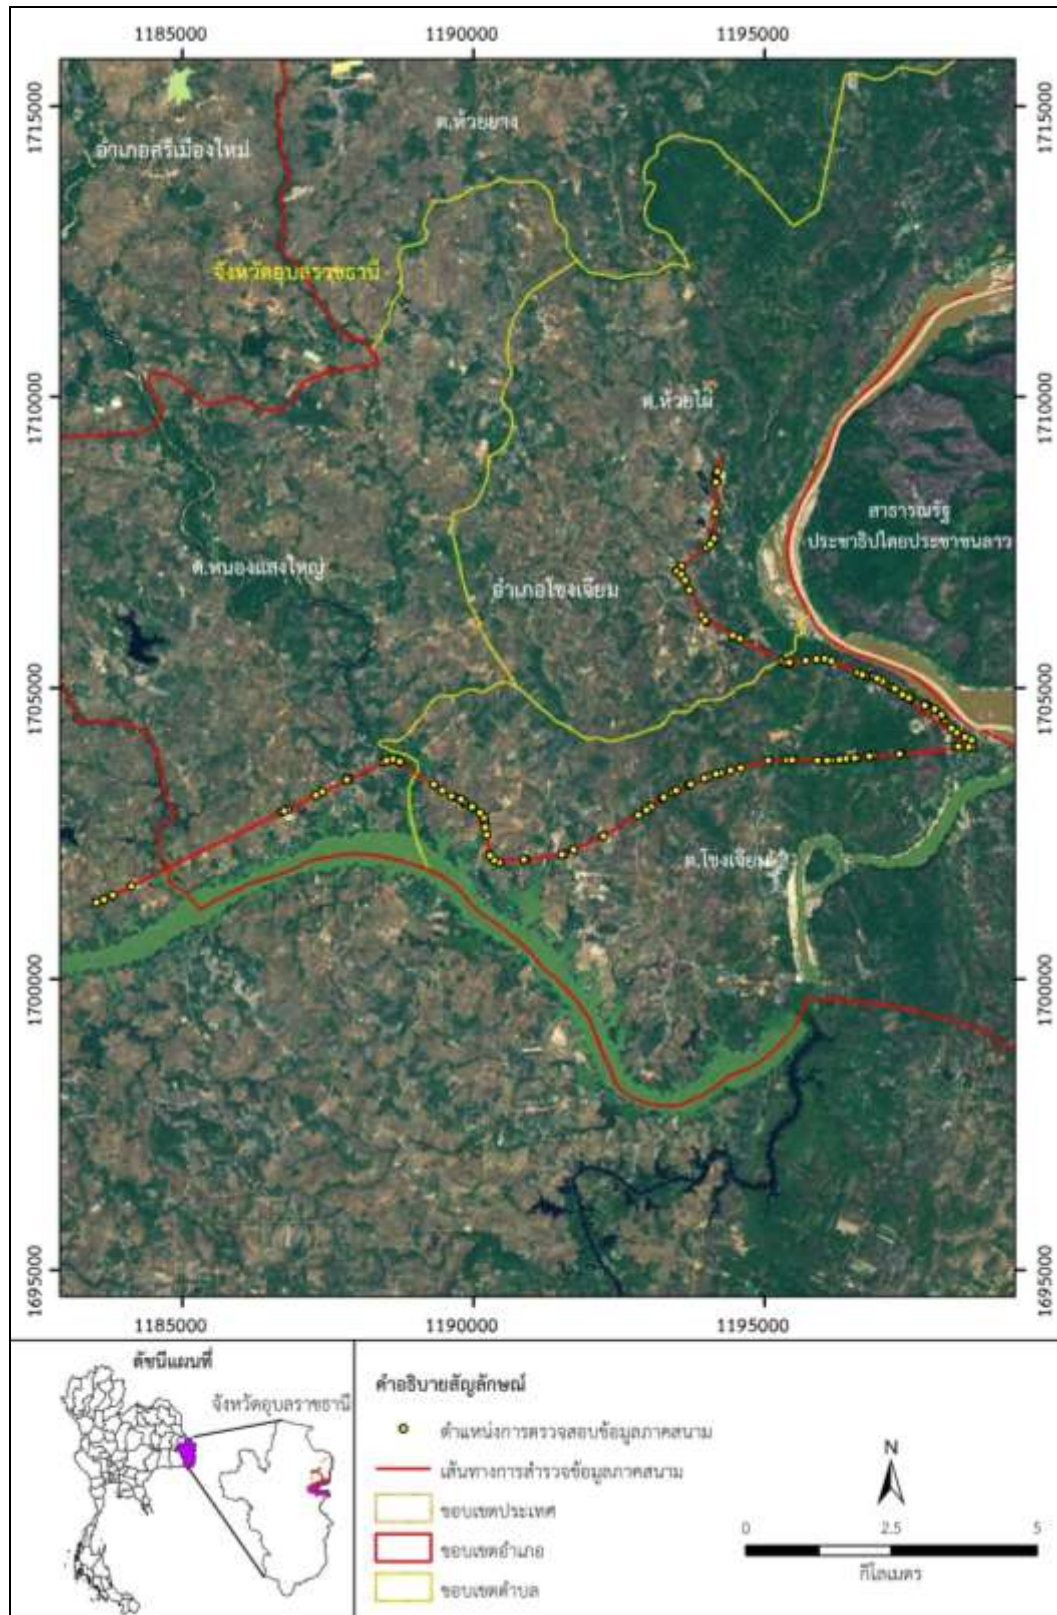 1185000 1190000 1195000
1715000 1715000
ต.ห้วยยาง
อำเภอศรีเมืองใหม่
จังหวัดอุบลราชธานี
1710000 1710000
ต.ห้วยไผ่
สาธารณรัฐ
ประชาธิปไตยประชาชนลาว
ต.หนองแสงใหญ่
อำเภอโขงเจียม
1705000 1705000
ต.โขงเจียม
1700000 1700000
1695000 1695000
1185000 1190000 1195000
ดัชนีแผนที่
จังหวัดอุบลราชธานี
คำอธิบายสัญลักษณ์
ตำแหน่งการตรวจสอบข้อมูลภาคสนาม
เส้นทางการสำรวจข้อมูลภาคสนาม
ขอบเขตประเทศ
ขอบเขตอำเภอ
ขอบเขตตำบล
N
0 2.5 5
กิโลเมตร